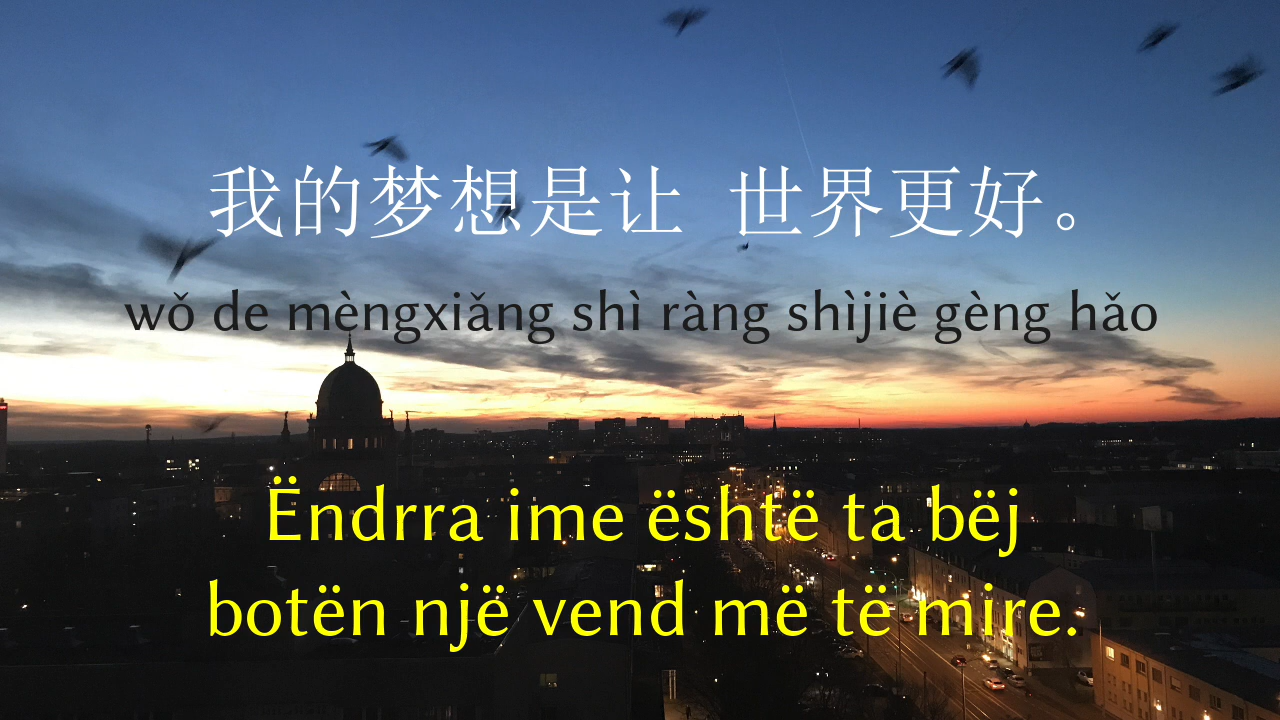 我的梦想是让 世界更好。
wǒ de mèngxiǎng shì ràng shìjiè gèng hǎo
Ëndrra ime është ta bëj
botën një vend më të mire.